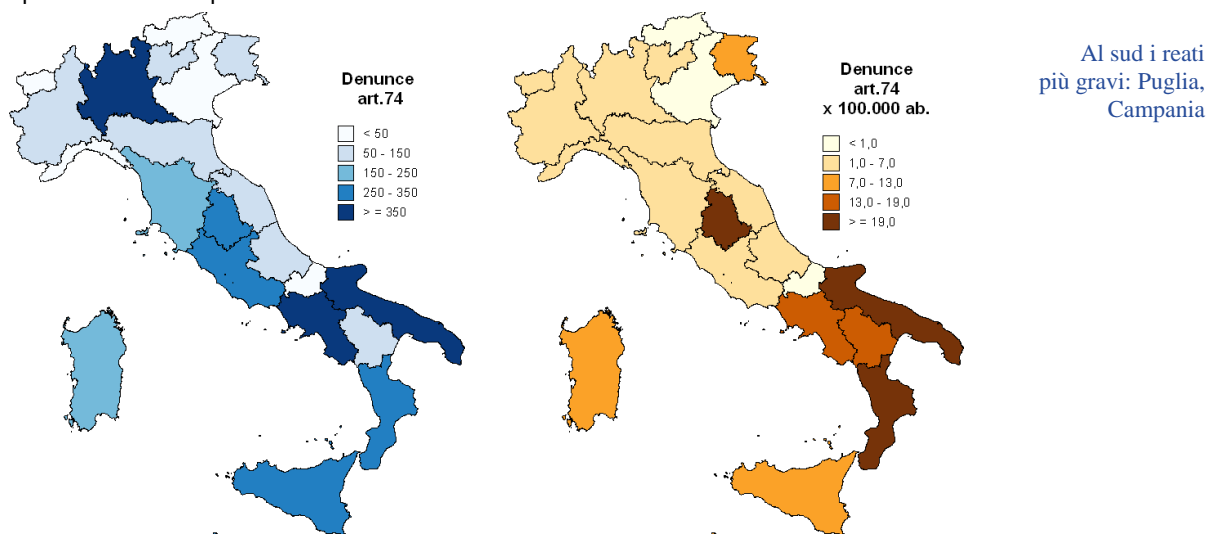 Denunce
art.74
< 50
50 - 150
150 - 250
250 - 350
> = 350
Denunce
art.74
x 100.000 ab.
< 1,0
1,0 - 7,0
7,0 - 13,0
13,0 - 19,0
> = 19,0
Al sud i reati
più gravi: Puglia,
Campania